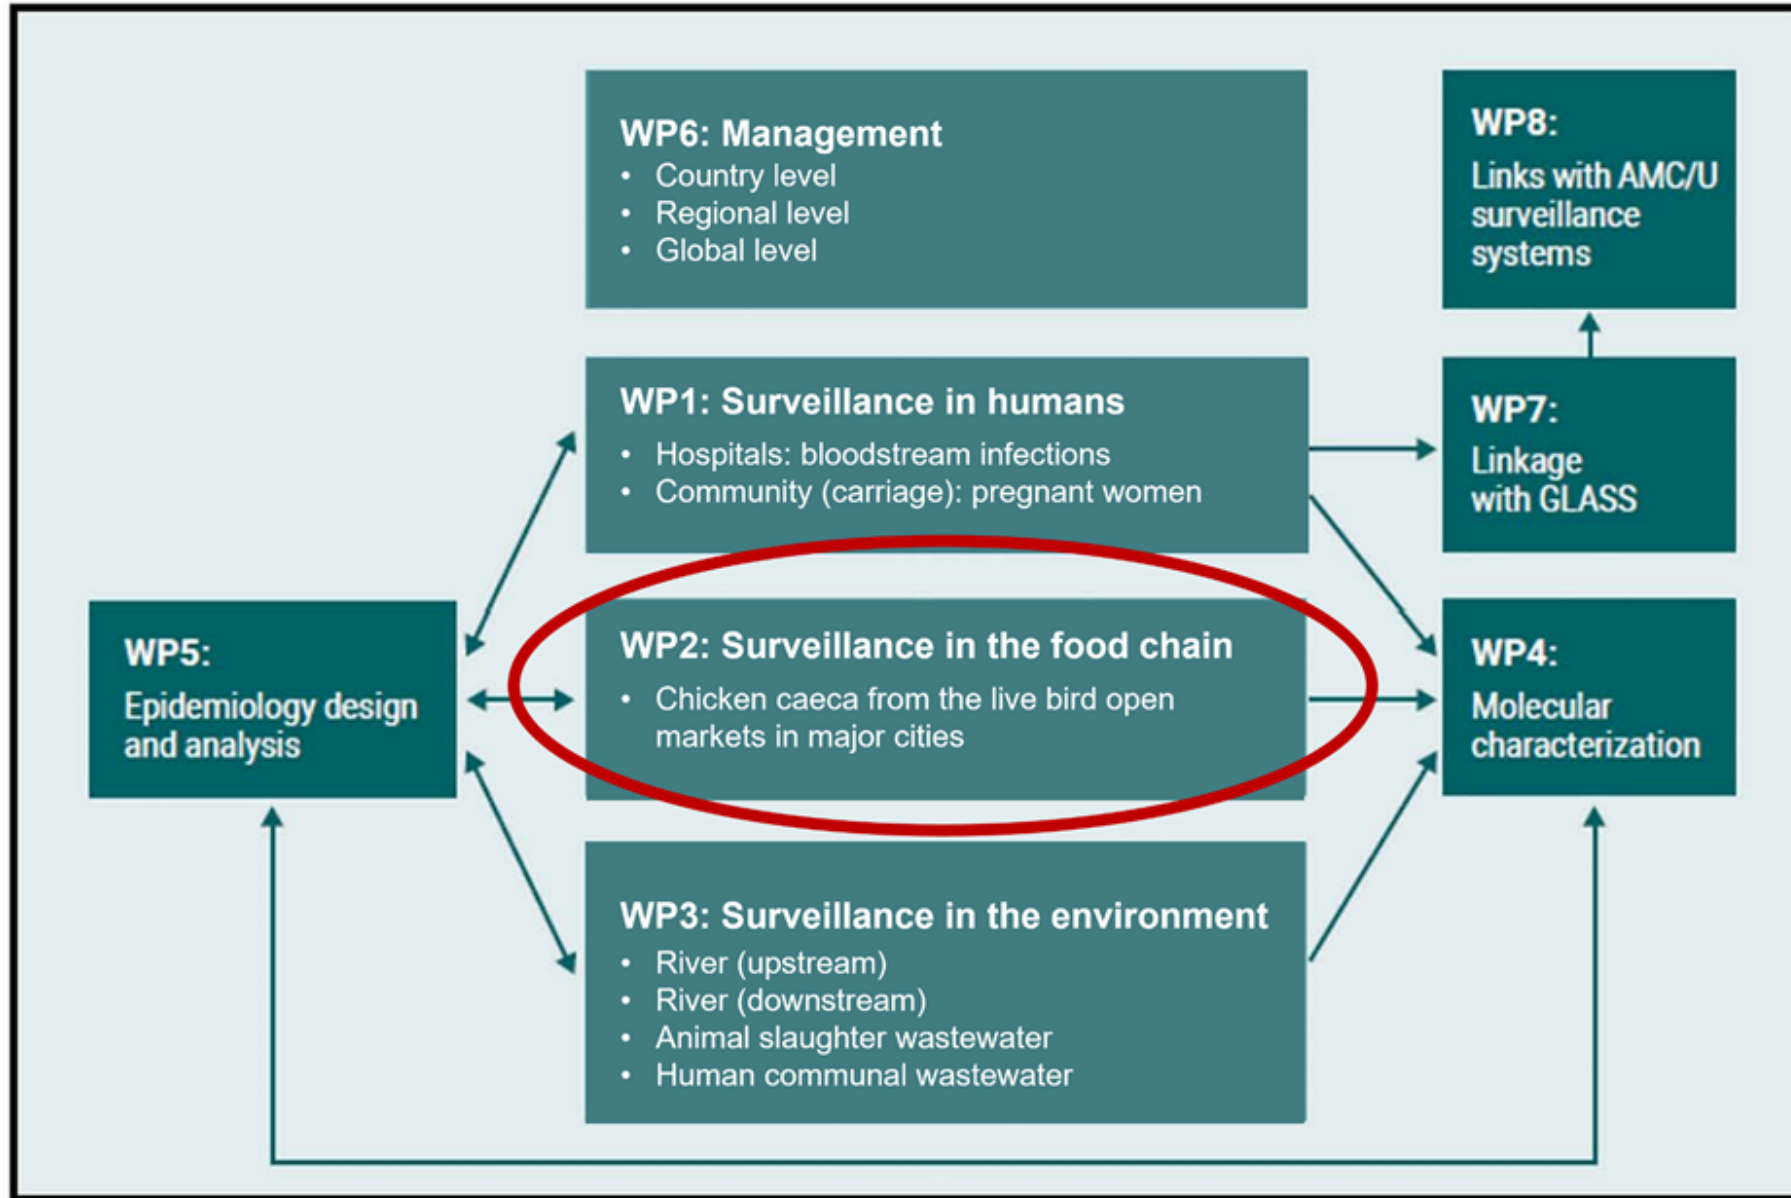 WP6: Management
• Country level
• Regional level
• Global level
WP8:
Links with AMC/U
surveillance
systems
WP1: Surveillance in humans
• Hospitals: bloodstream infections
• Community (carriage): pregnant women
WP7:
Linkage
with GLASS
WP5:
Epidemiology design
and analysis
WP2: Surveillance in the food chain
• Chicken caeca from the live bird open
markets in major cities
WP4:
Molecular
characterization
WP3: Surveillance in the environment
• River (upstream)
• River (downstream)
• Animal slaughter wastewater
• Human communal wastewater